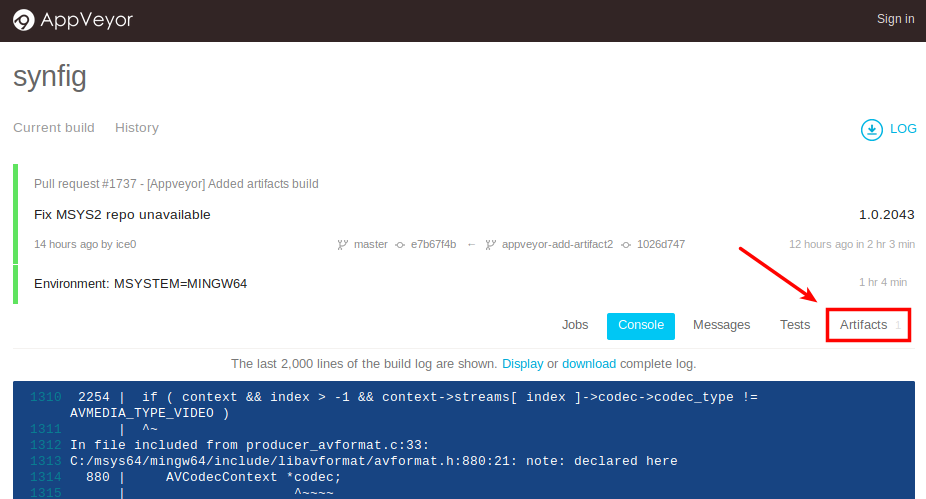 AppVeyor Sign in
synfig
Current build History LOG
Pull request #1737 - [Appveyor] Added artifacts build
Fix MSYS2 repo unavailable 1.0.2043
14 hours ago by ice0 master e7b67f4b ← appveyor-add-artifact2 1026d747 12 hours ago in 2 hr 3 min
Environment: MSYSTEM=MINGW64 1 hr 4 min
Jobs Console Messages Tests Artifacts 1
The last 2,000 lines of the build log are shown. Display or download complete log.
1310 2254 | if ( context && index > -1 && context->streams[ index ]->codec->codec_type !=
AVMEDIA_TYPE_VIDEO )
1311 | ^~
1312 In file included from producer_avformat.c:33:
1313 C:/msys64/mingw64/include/libavformat/avformat.h:880:21: note: declared here
1314 880 | AVCodecContext *codec;
1315 | ^~~~~